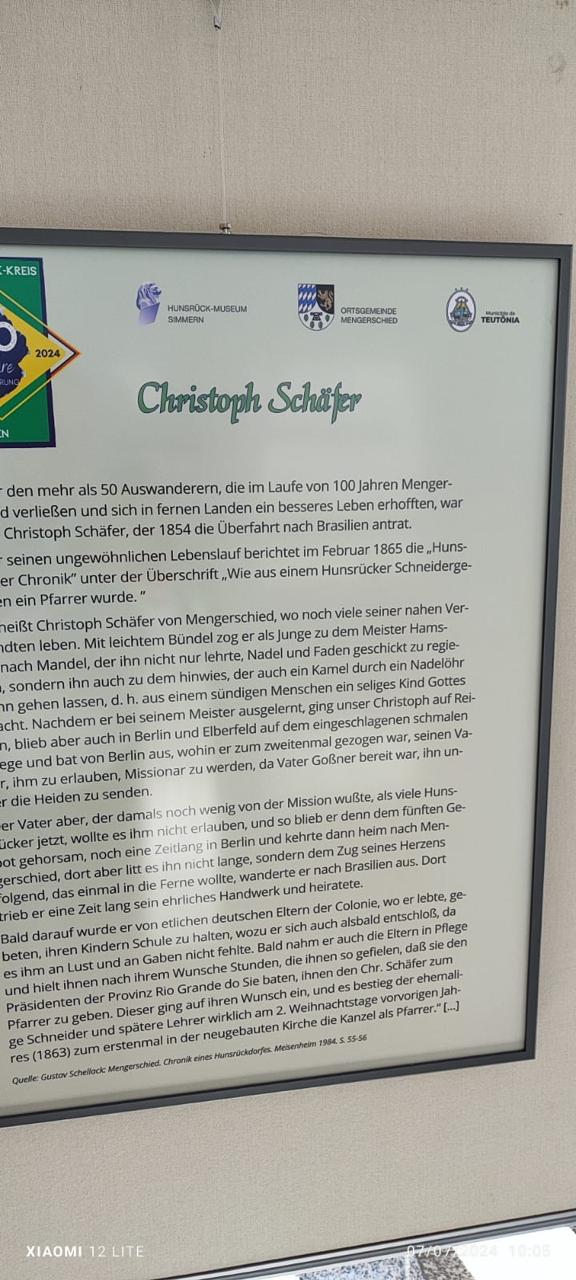 -KREIS
2024
RUNG
EN
HUNSRÜCK-MUSEUM
SIMMERN
ORTSGEMEINDE
MENGERSCHIED
Município de
TEUTÔNIA
Christoph Schäfer
r den mehr als 50 Auswanderern, die im Laufe von 100 Jahren Menger-
d verließen und sich in fernen Landen ein besseres Leben erhofften, war
Christoph Schäfer, der 1854 die Überfahrt nach Brasilien antrat.
r seinen ungewöhnlichen Lebenslauf berichtet im Februar 1865 die „Huns-
er Chronik" unter der Überschrift „Wie aus einem Hunsrücker Schneiderge-
en ein Pfarrer wurde. "
heißt Christoph Schäfer von Mengerschied, wo noch viele seiner nahen Ver-
ndten leben. Mit leichtem Bündel zog er als Junge zu dem Meister Hams-
nach Mandel, der ihn nicht nur lehrte, Nadel und Faden geschickt zu regie-
, sondern ihn auch zu dem hinwies, der auch ein Kamel durch ein Nadelöhr
nn gehen lassen, d. h. aus einem sündigen Menschen ein seliges Kind Gottes
acht. Nachdem er bei seinem Meister ausgelernt, ging unser Christoph auf Rei-
n, blieb aber auch in Berlin und Elberfeld auf dem eingeschlagenen schmalen
ege und bat von Berlin aus, wohin er zum zweitenmal gezogen war, seinen Va-
r, ihm zu erlauben, Missionar zu werden, da Vater Goßner bereit war, ihn un-
r die Heiden zu senden.
er Vater aber, der damals noch wenig von der Mission wußte, als viele Huns-
ücker jetzt, wollte es ihm nicht erlauben, und so blieb er denn dem fünften Ge-
bot gehorsam, noch eine Zeitlang in Berlin und kehrte dann heim nach Men-
gerschied, dort aber litt es ihn nicht lange, sondern dem Zug seines Herzens
folgend, das einmal in die Ferne wollte, wanderte er nach Brasilien aus. Dort
trieb er eine Zeit lang sein ehrliches Handwerk und heiratete.
Bald darauf wurde er von etlichen deutschen Eltern der Colonie, wo er lebte, ge-
beten, ihren Kindern Schule zu halten, wozu er sich auch alsbald entschloß, da
es ihm an Lust und an Gaben nicht fehlte. Bald nahm er auch die Eltern in Pflege
und hielt ihnen nach ihrem Wunsche Stunden, die ihnen so gefielen, daß sie den
Präsidenten der Provinz Rio Grande do Sie baten, ihnen den Chr. Schäfer zum
Pfarrer zu geben. Dieser ging auf ihren Wunsch ein, und es bestieg der ehemali-
ge Schneider und spätere Lehrer wirklich am 2. Weihnachtstage vorvorigen Jah-
res (1863) zum erstenmal in der neugebauten Kirche die Kanzel als Pfarrer." [...]
Quelle: Gustav Schellack: Mengerschied. Chronik eines Hunsrückdorfes. Meisenheim 1984, S. 55-56
XIAOMI 12 LITE
07/07/2024 10:08